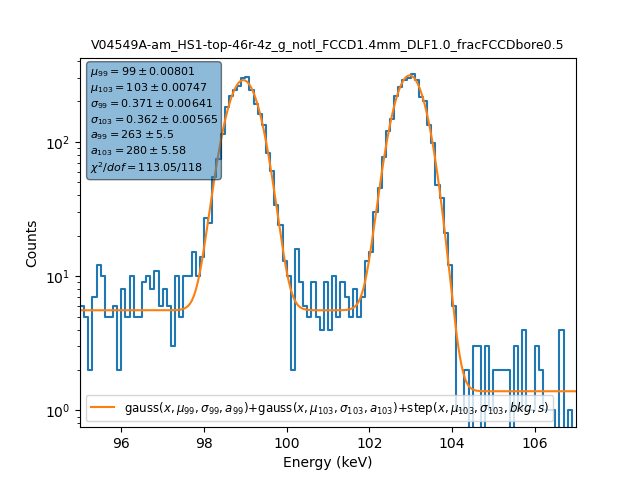 V04549A-am_HS1-top-46r-4z_g_notl_FCCD1.4mm_DLF1.0_fracFCCDbore0.5
μ₉₉ = 99 ± 0.00801
μ₁₀₃ = 103 ± 0.00747
σ₉₉ = 0.371 ± 0.00641
σ₁₀₃ = 0.362 ± 0.00565
a₉₉ = 263 ± 5.5
a₁₀₃ = 280 ± 5.58
χ²/dof = 113.05/118
Counts
10²
10¹
10⁰
gauss(x, μ₉₉, σ₉₉, a₉₉)+gauss(x, μ₁₀₃, σ₁₀₃, a₁₀₃)+step(x, μ₁₀₃, σ₁₀₃, bkg, s)
96 98 100 102 104 106
Energy (keV)